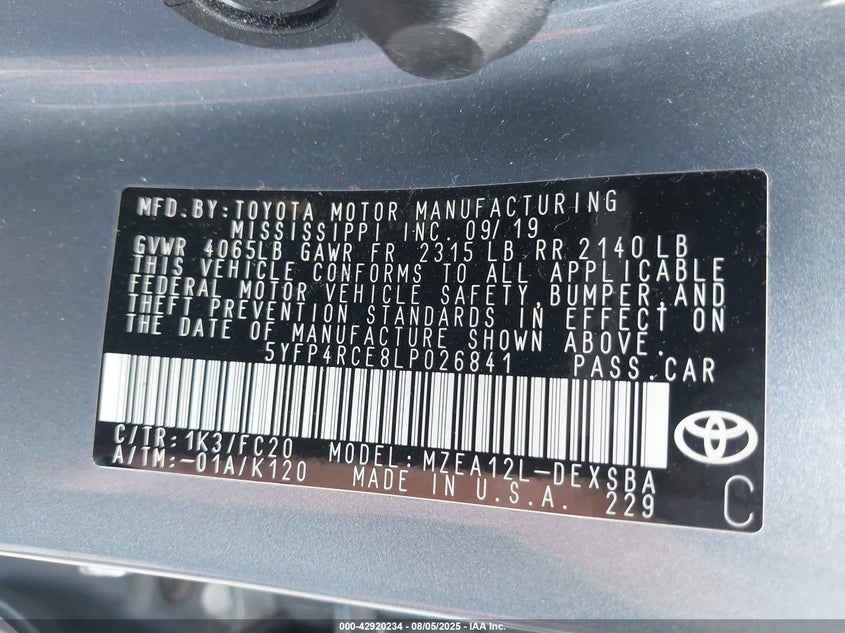 MFD.BY:TOYOTA MOTOR MANUFACTURING
MISSISSIPPI INC. 09/19
GVWR 4065LB GAWR FR 2315 LB RR 2140 LB
THIS VEHICLE CONFORMS TO ALL APPLICABLE
FEDERAL MOTOR VEHICLE SAFETY,BUMPER,AND
THEFT PREVENTION STANDARDS IN EFFECT ON
THE DATE OF MANUFACTURE SHOWN ABOVE.
5YFP4RCE8LP026841 PASS.CAR
C/TR:1K3/FC20 MODEL:MZEA12L-DEXSBA
A/TM:-01A/K120 MADE IN U.S.A. 229
C
000-42920234 - 08/05/2025 - IAA Inc.